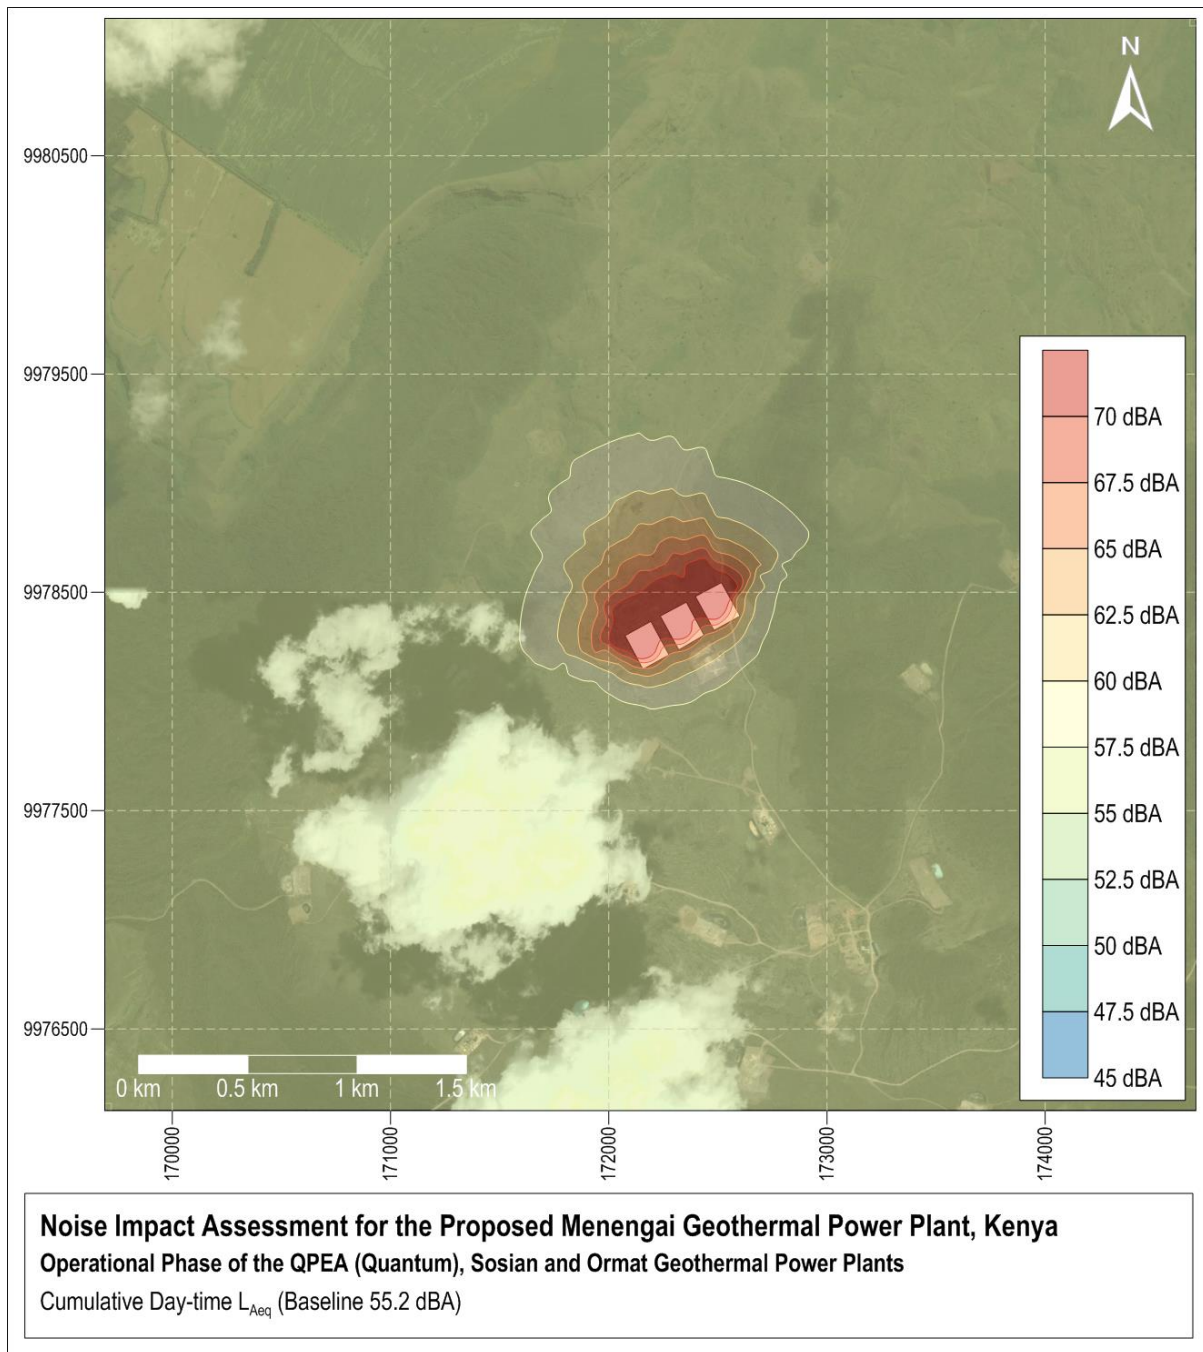 N
9980500
9979500
9978500
9977500
9976500
70 dBA
67.5 dBA
65 dBA
62.5 dBA
60 dBA
57.5 dBA
55 dBA
52.5 dBA
50 dBA
47.5 dBA
45 dBA
0 km 0.5 km 1 km 1.5 km
170000 171000 172000 173000 174000
Noise Impact Assessment for the Proposed Menengai Geothermal Power Plant, Kenya
Operational Phase of the QPEA (Quantum), Sosian and Ormat Geothermal Power Plants
Cumulative Day-time LAeq (Baseline 55.2 dBA)